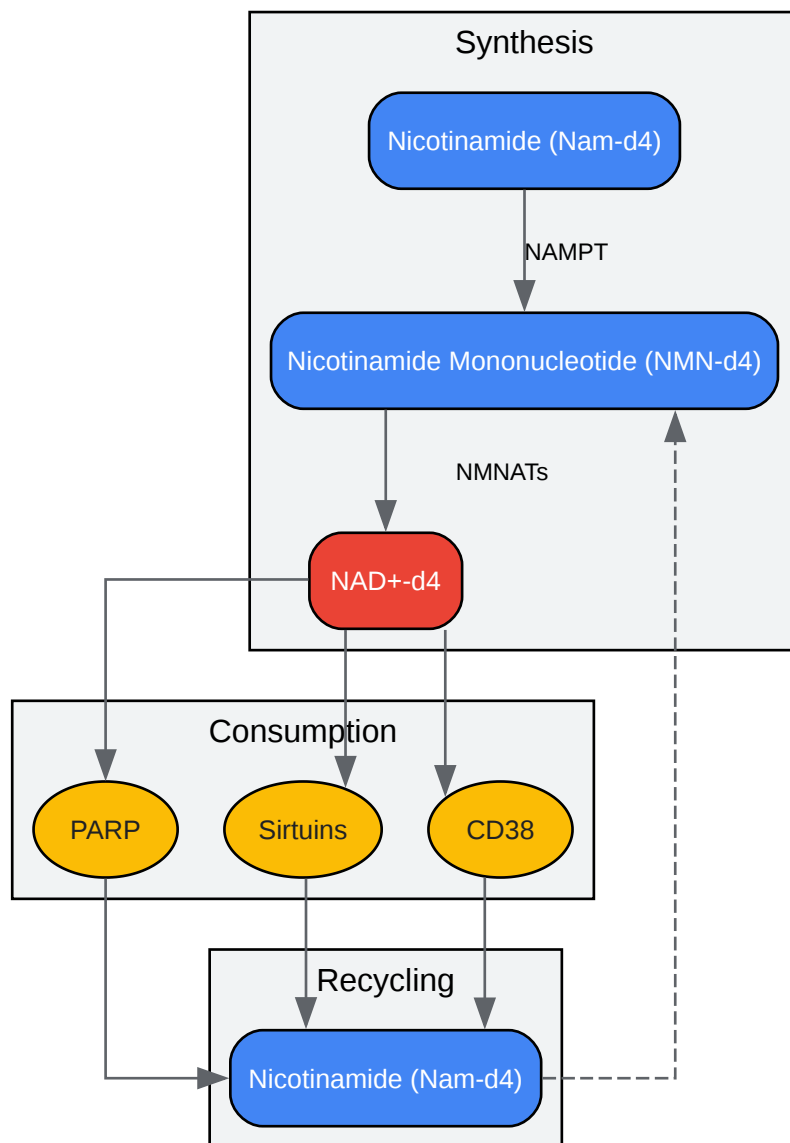 Synthesis
Nicotinamide (Nam-d4)
NAMPT
Nicotinamide Mononucleotide (NMN-d4)
NMNATs
NAD+-d4
Consumption
PARP
Sirtuins
CD38
Recycling
Nicotinamide (Nam-d4)